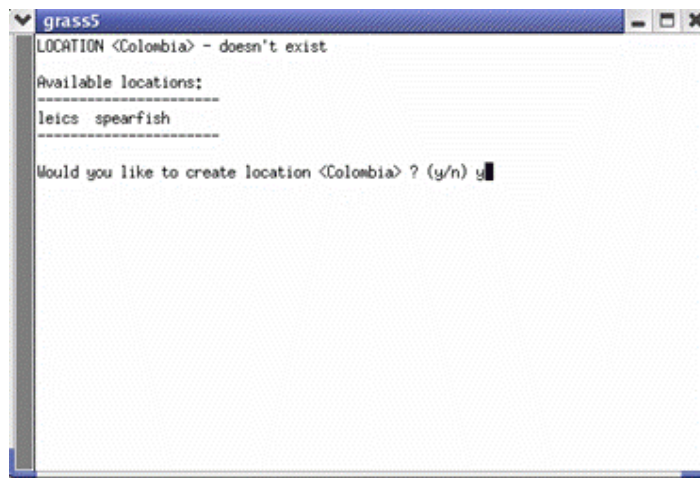 grass5
LOCATION <Colombia> - doesn't exist
Available locations:
----------------------
leics spearfish
----------------------
Would you like to create location <Colombia> ? (y/n) y